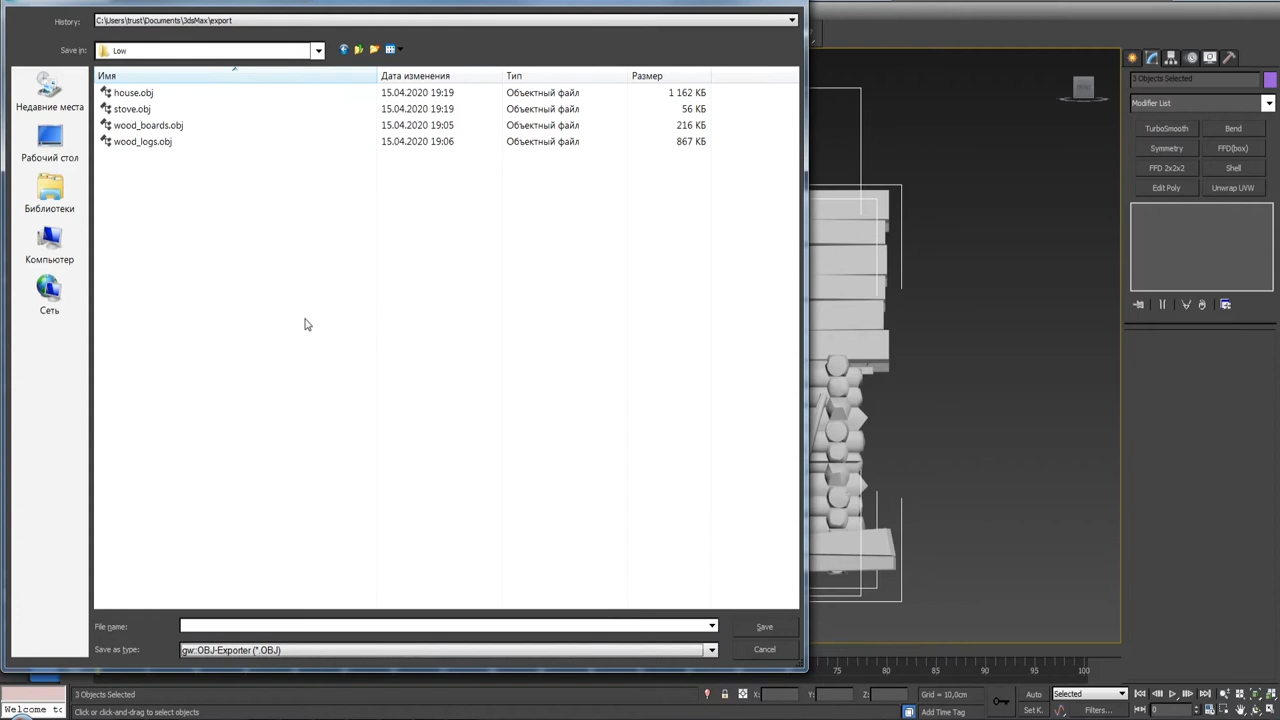 History: C:\Users\trust\Documents\3dsMax\export
Save in: Low
Имя Дата изменения Тип Размер
house.obj 15.04.2020 19:19 Объектный файл 1 162 КБ
stove.obj 15.04.2020 19:19 Объектный файл 56 КБ
wood_boards.obj 15.04.2020 19:05 Объектный файл 216 КБ
wood_logs.obj 15.04.2020 19:06 Объектный файл 867 КБ
Недавние места
Рабочий стол
Библиотеки
Компьютер
Сеть
File name: Save
Save as type: gw::OBJ-Exporter (*.OBJ) Cancel
3 Objects Selected
Modifier List
TurboSmooth Bend
Symmetry FFD(box)
FFD 2x2x2 Shell
Edit Poly Unwrap UVW
75 80 85 90 95 100
3 Objects Selected X: Y: Z: Grid = 10,0cm Auto Selected
Welcome to Click or click-and-drag to select objects Add Time Tag Set K. Filters... 0